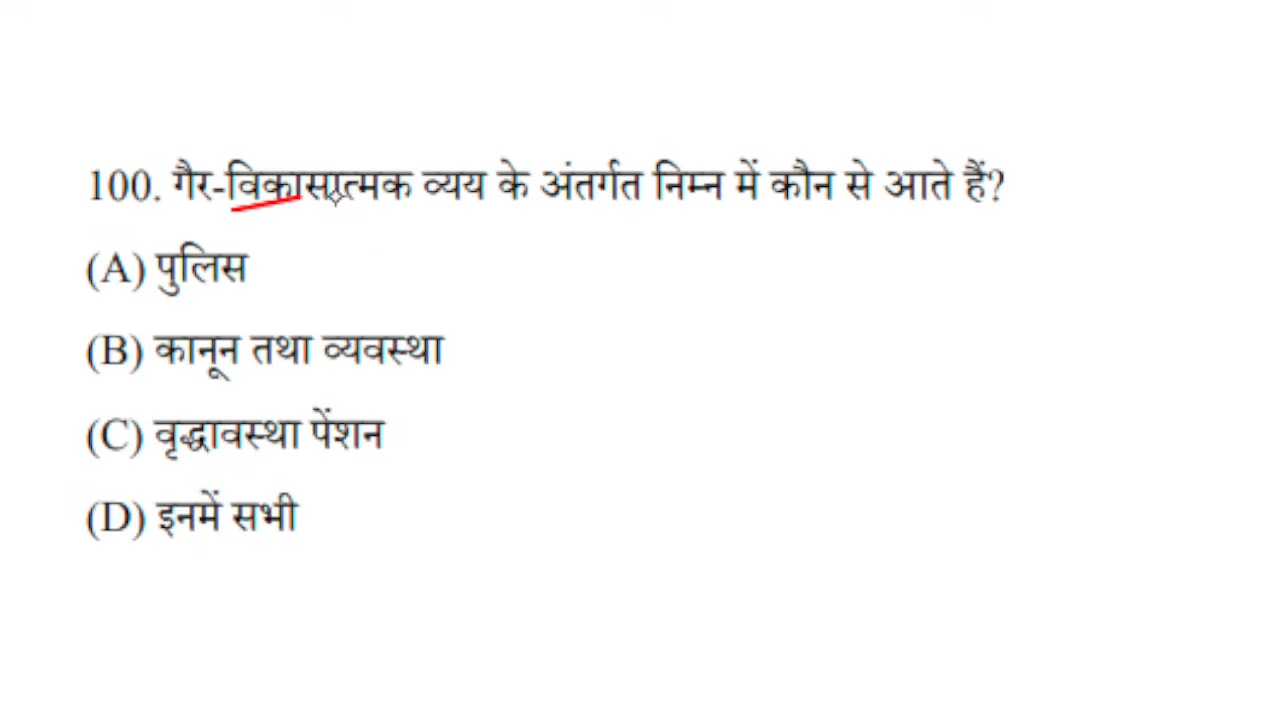 100. गैर-विकासात्मक व्यय के अंतर्गत निम्न में कौन से आते हैं?
(A) पुलिस
(B) कानून तथा व्यवस्था
(C) वृद्धावस्था पेंशन
(D) इनमें सभी